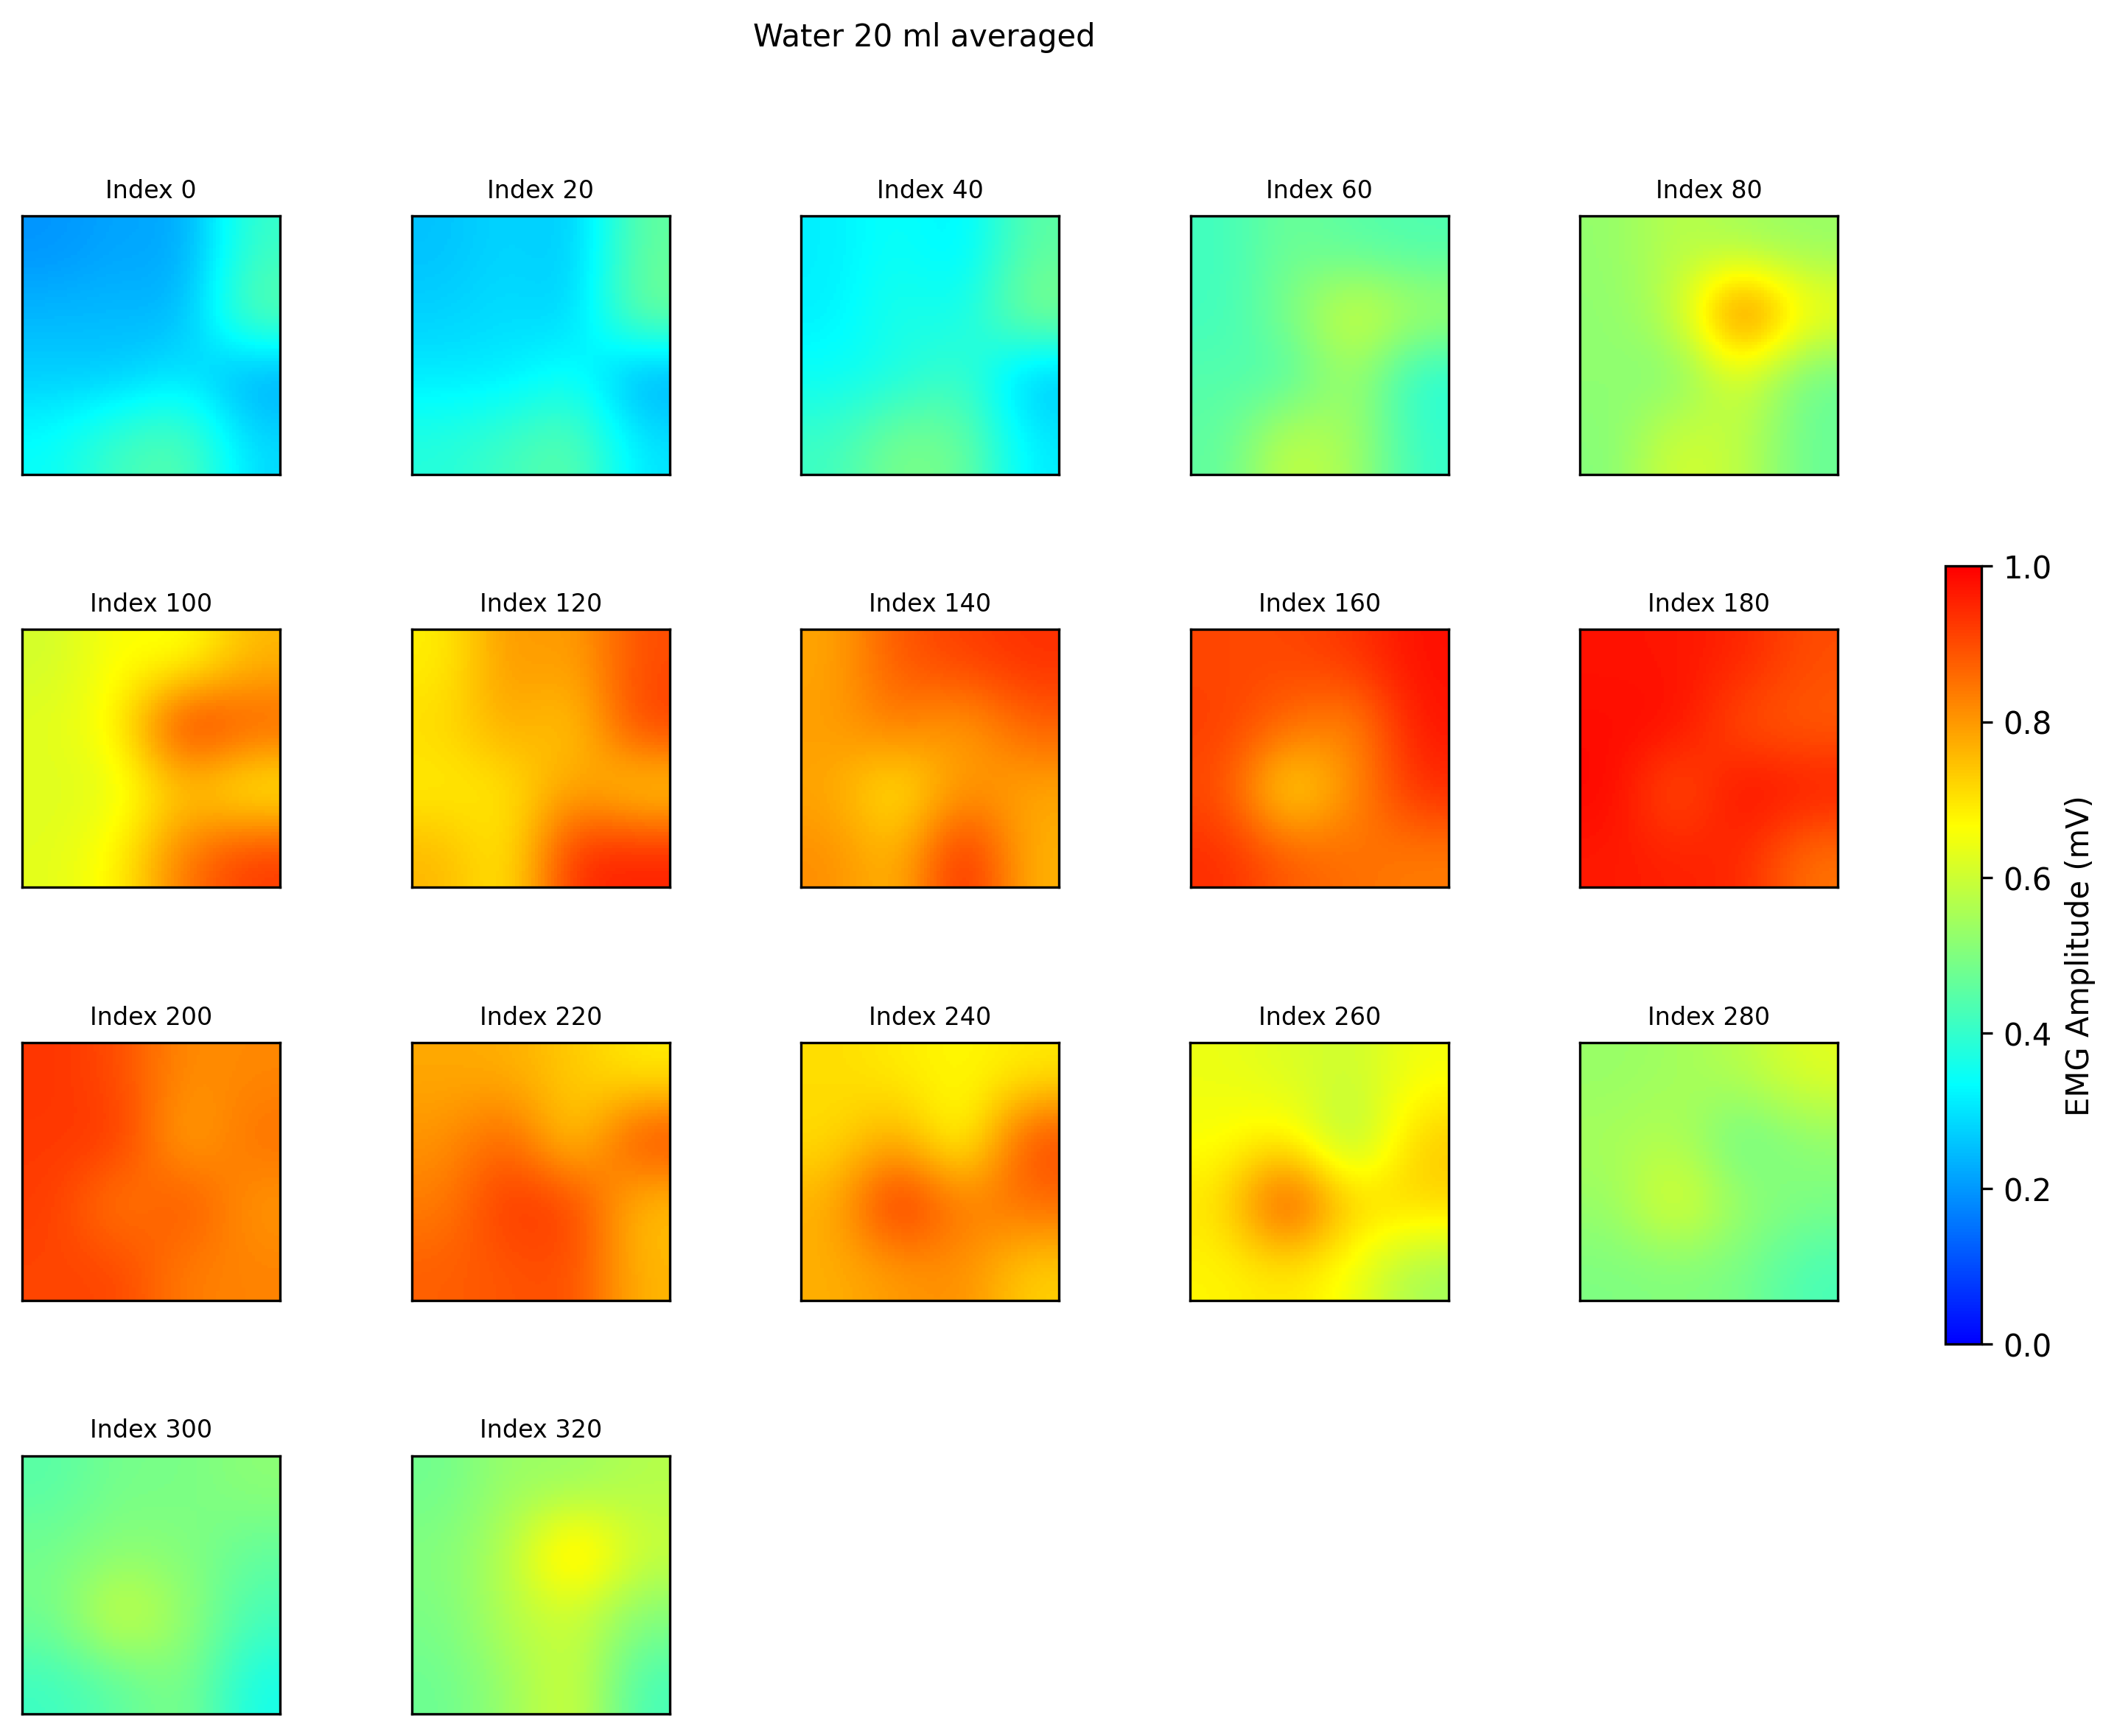 Water 20 ml averaged
Index 0
Index 20
Index 40
Index 60
Index 80
Index 100
Index 120
Index 140
Index 160
Index 180
Index 200
Index 220
Index 240
Index 260
Index 280
Index 300
Index 320
1.0
0.8
0.6
0.4
0.2
0.0
EMG Amplitude (mV)